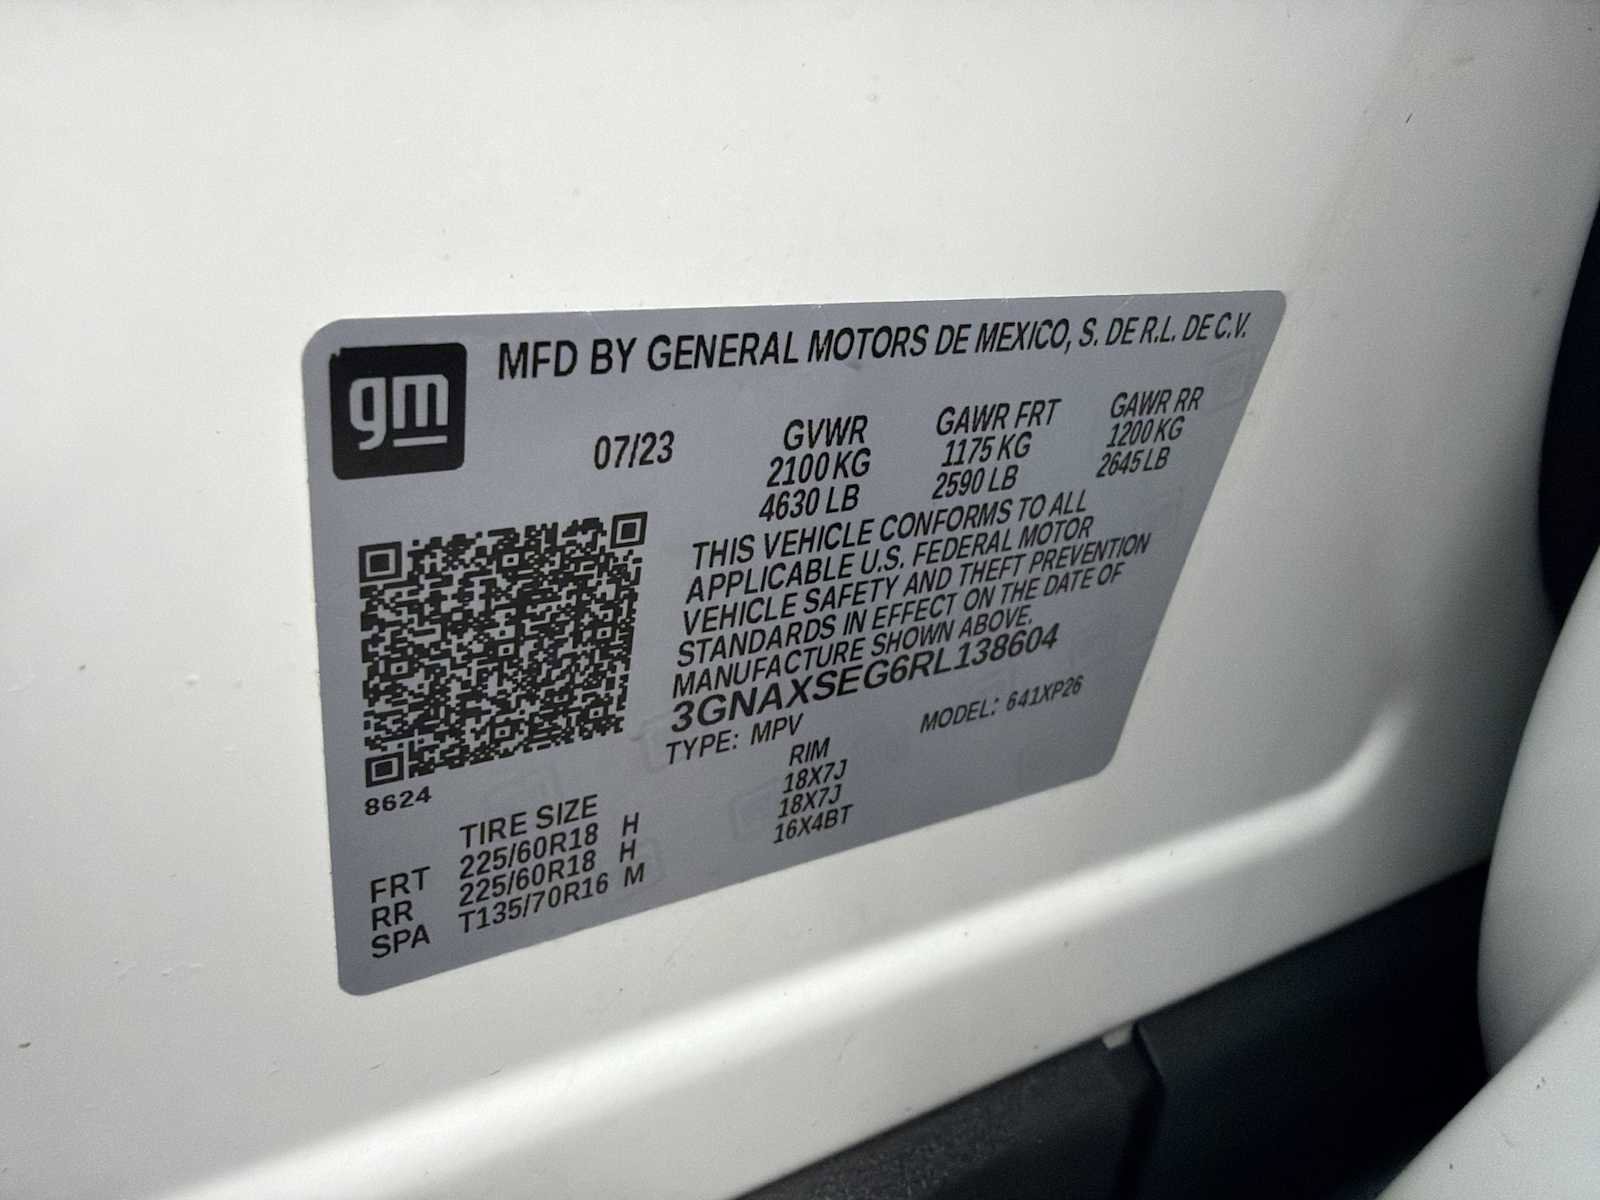 gm
MFD BY GENERAL MOTORS DE MEXICO, S. DE R.L. DE C.V.
07/23
GVWR GAWR FRT GAWR RR
2100 KG 1175 KG 1200 KG
4630 LB 2590 LB 2645 LB
THIS VEHICLE CONFORMS TO ALL
APPLICABLE U.S. FEDERAL MOTOR
VEHICLE SAFETY AND THEFT PREVENTION
STANDARDS IN EFFECT ON THE DATE OF
MANUFACTURE SHOWN ABOVE.
3GNAXSEG6RL138604
TYPE: MPV MODEL: 641XP26
8624
TIRE SIZE RIM
FRT 225/60R18 H 18X7J
RR 225/60R18 H 18X7J
SPA T135/70R16 M 16X4BT